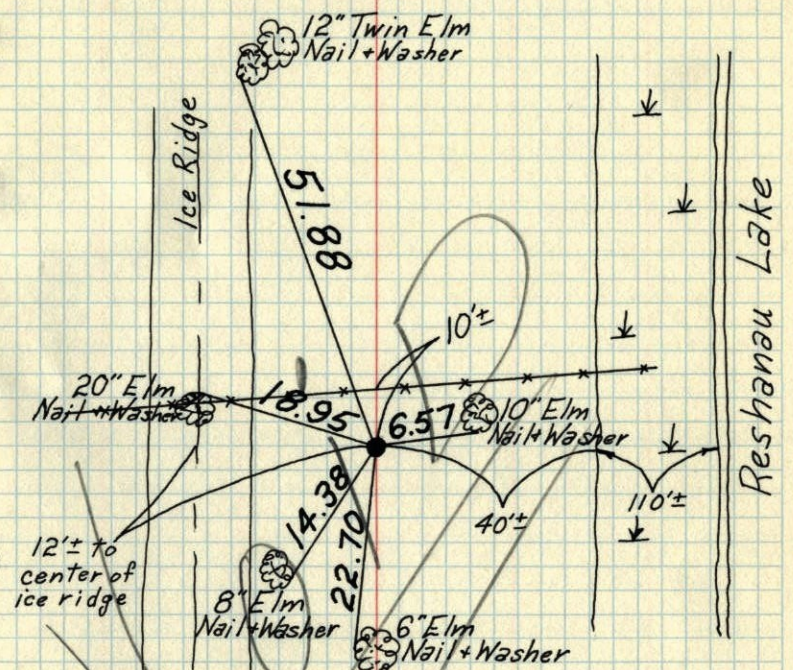 12" Twin Elm
Nail + Washer
Ice Ridge
51.88
Reshanau Lake
10'±
20" Elm
Nail + Washer
18.95
6.57
10" Elm
Nail + Washer
14.38
22.70
40'±
110'±
12'± to
center of
ice ridge
8" Elm
Nail + Washer
6" Elm
Nail + Washer